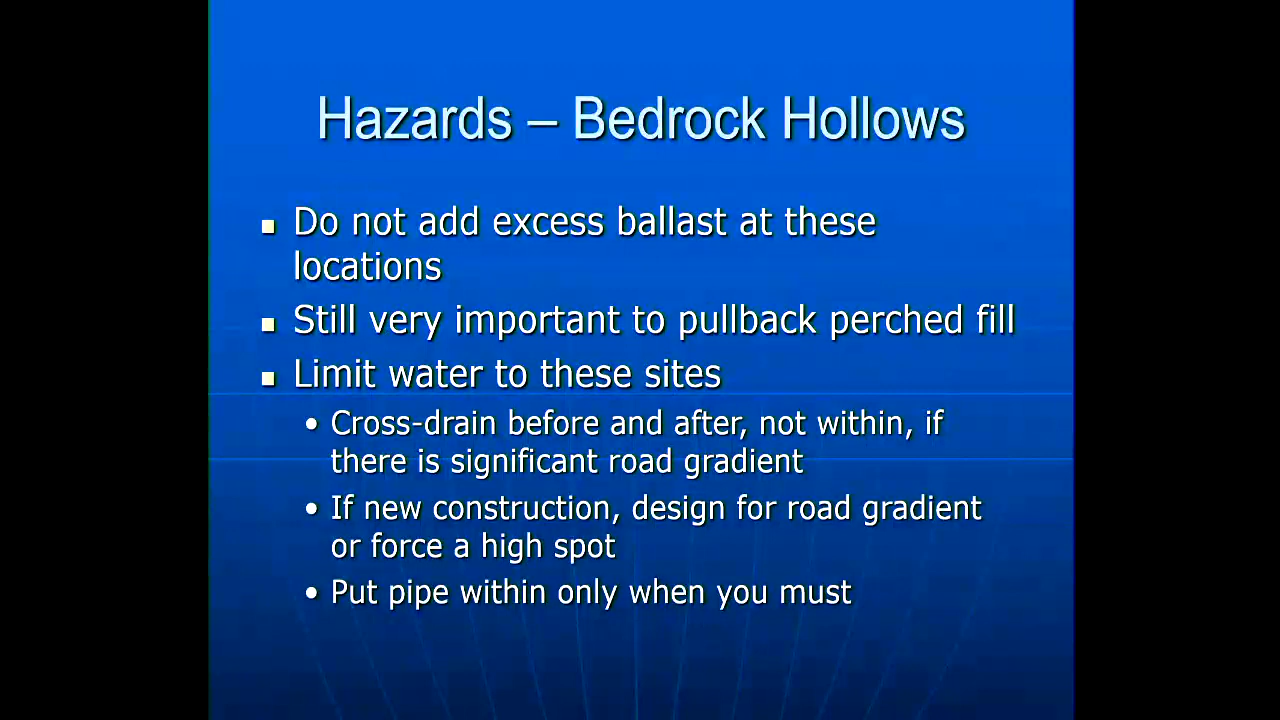 Hazards – Bedrock Hollows
▪ Do not add excess ballast at these
locations
▪ Still very important to pullback perched fill
▪ Limit water to these sites
• Cross-drain before and after, not within, if
there is significant road gradient
• If new construction, design for road gradient
or force a high spot
• Put pipe within only when you must